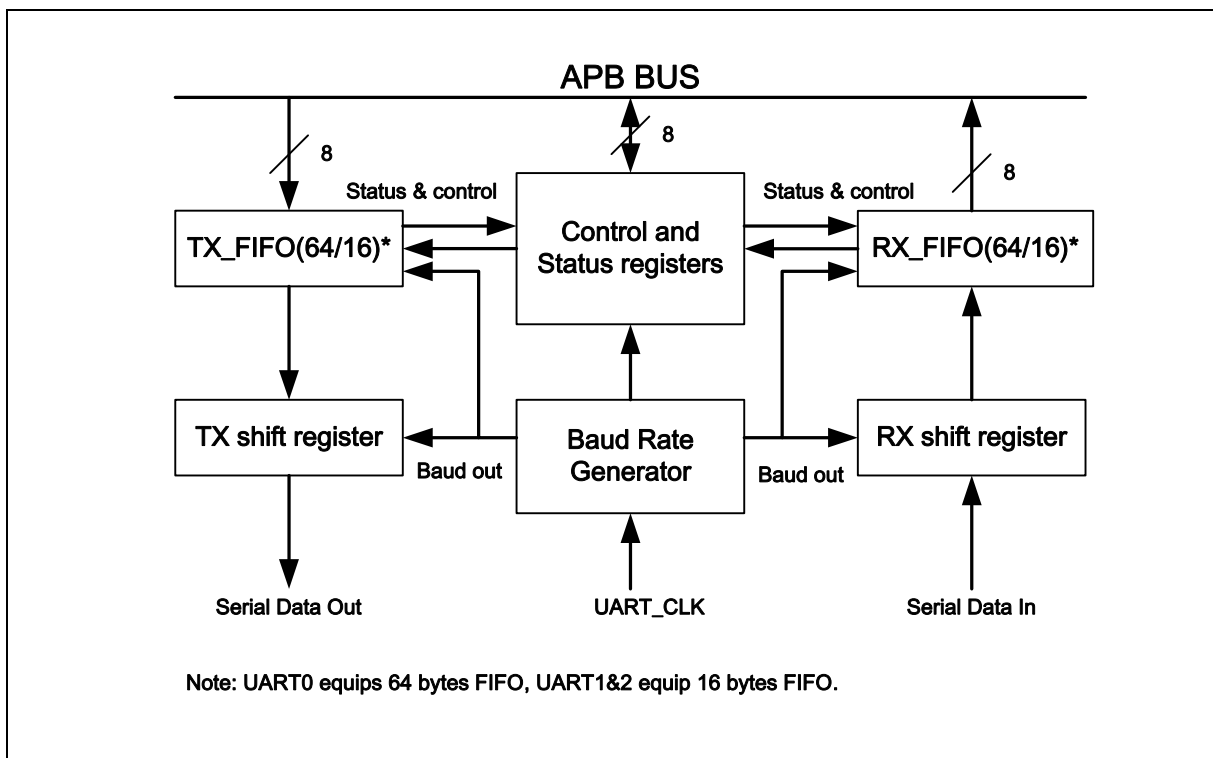 APB BUS
8
8
8
Status & control
Status & control
TX_FIFO(64/16)*
Control and
Status registers
RX_FIFO(64/16)*
TX shift register
Baud Rate
Generator
RX shift register
Baud out
Baud out
Serial Data Out
UART_CLK
Serial Data In
Note: UART0 equips 64 bytes FIFO, UART1&2 equip 16 bytes FIFO.